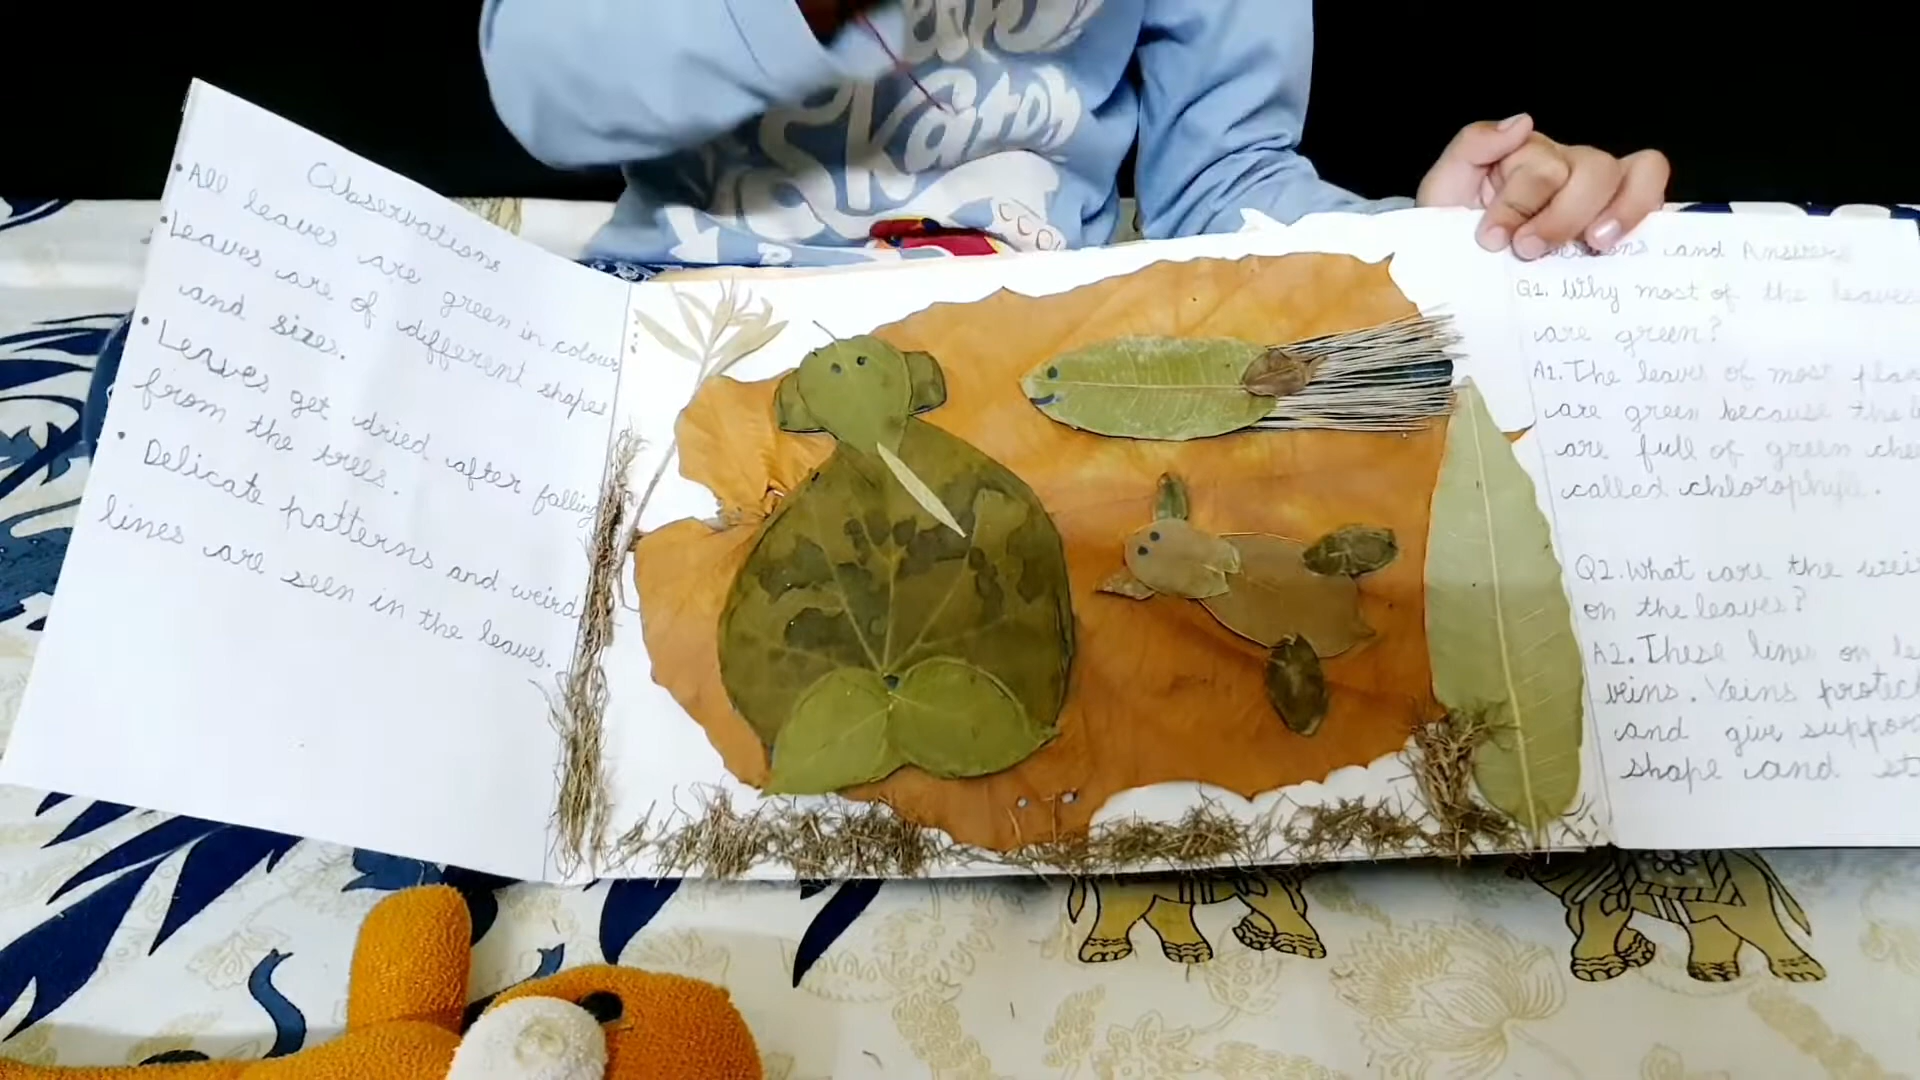 Observations
• All leaves are green in colour
• Leaves are of different shapes
and sizes.
• Leaves get dried after falling
from the trees.
• Delicate patterns and weird
lines are seen in the leaves.
Skator
and Answers
Q1. Why most of the leaves
are green?
A1. The leaves of most
are green because the
are full of green
called chlorophyll.
Q2. What are the
on the leaves?
A2. These lines on
veins. Veins
and give
shape and